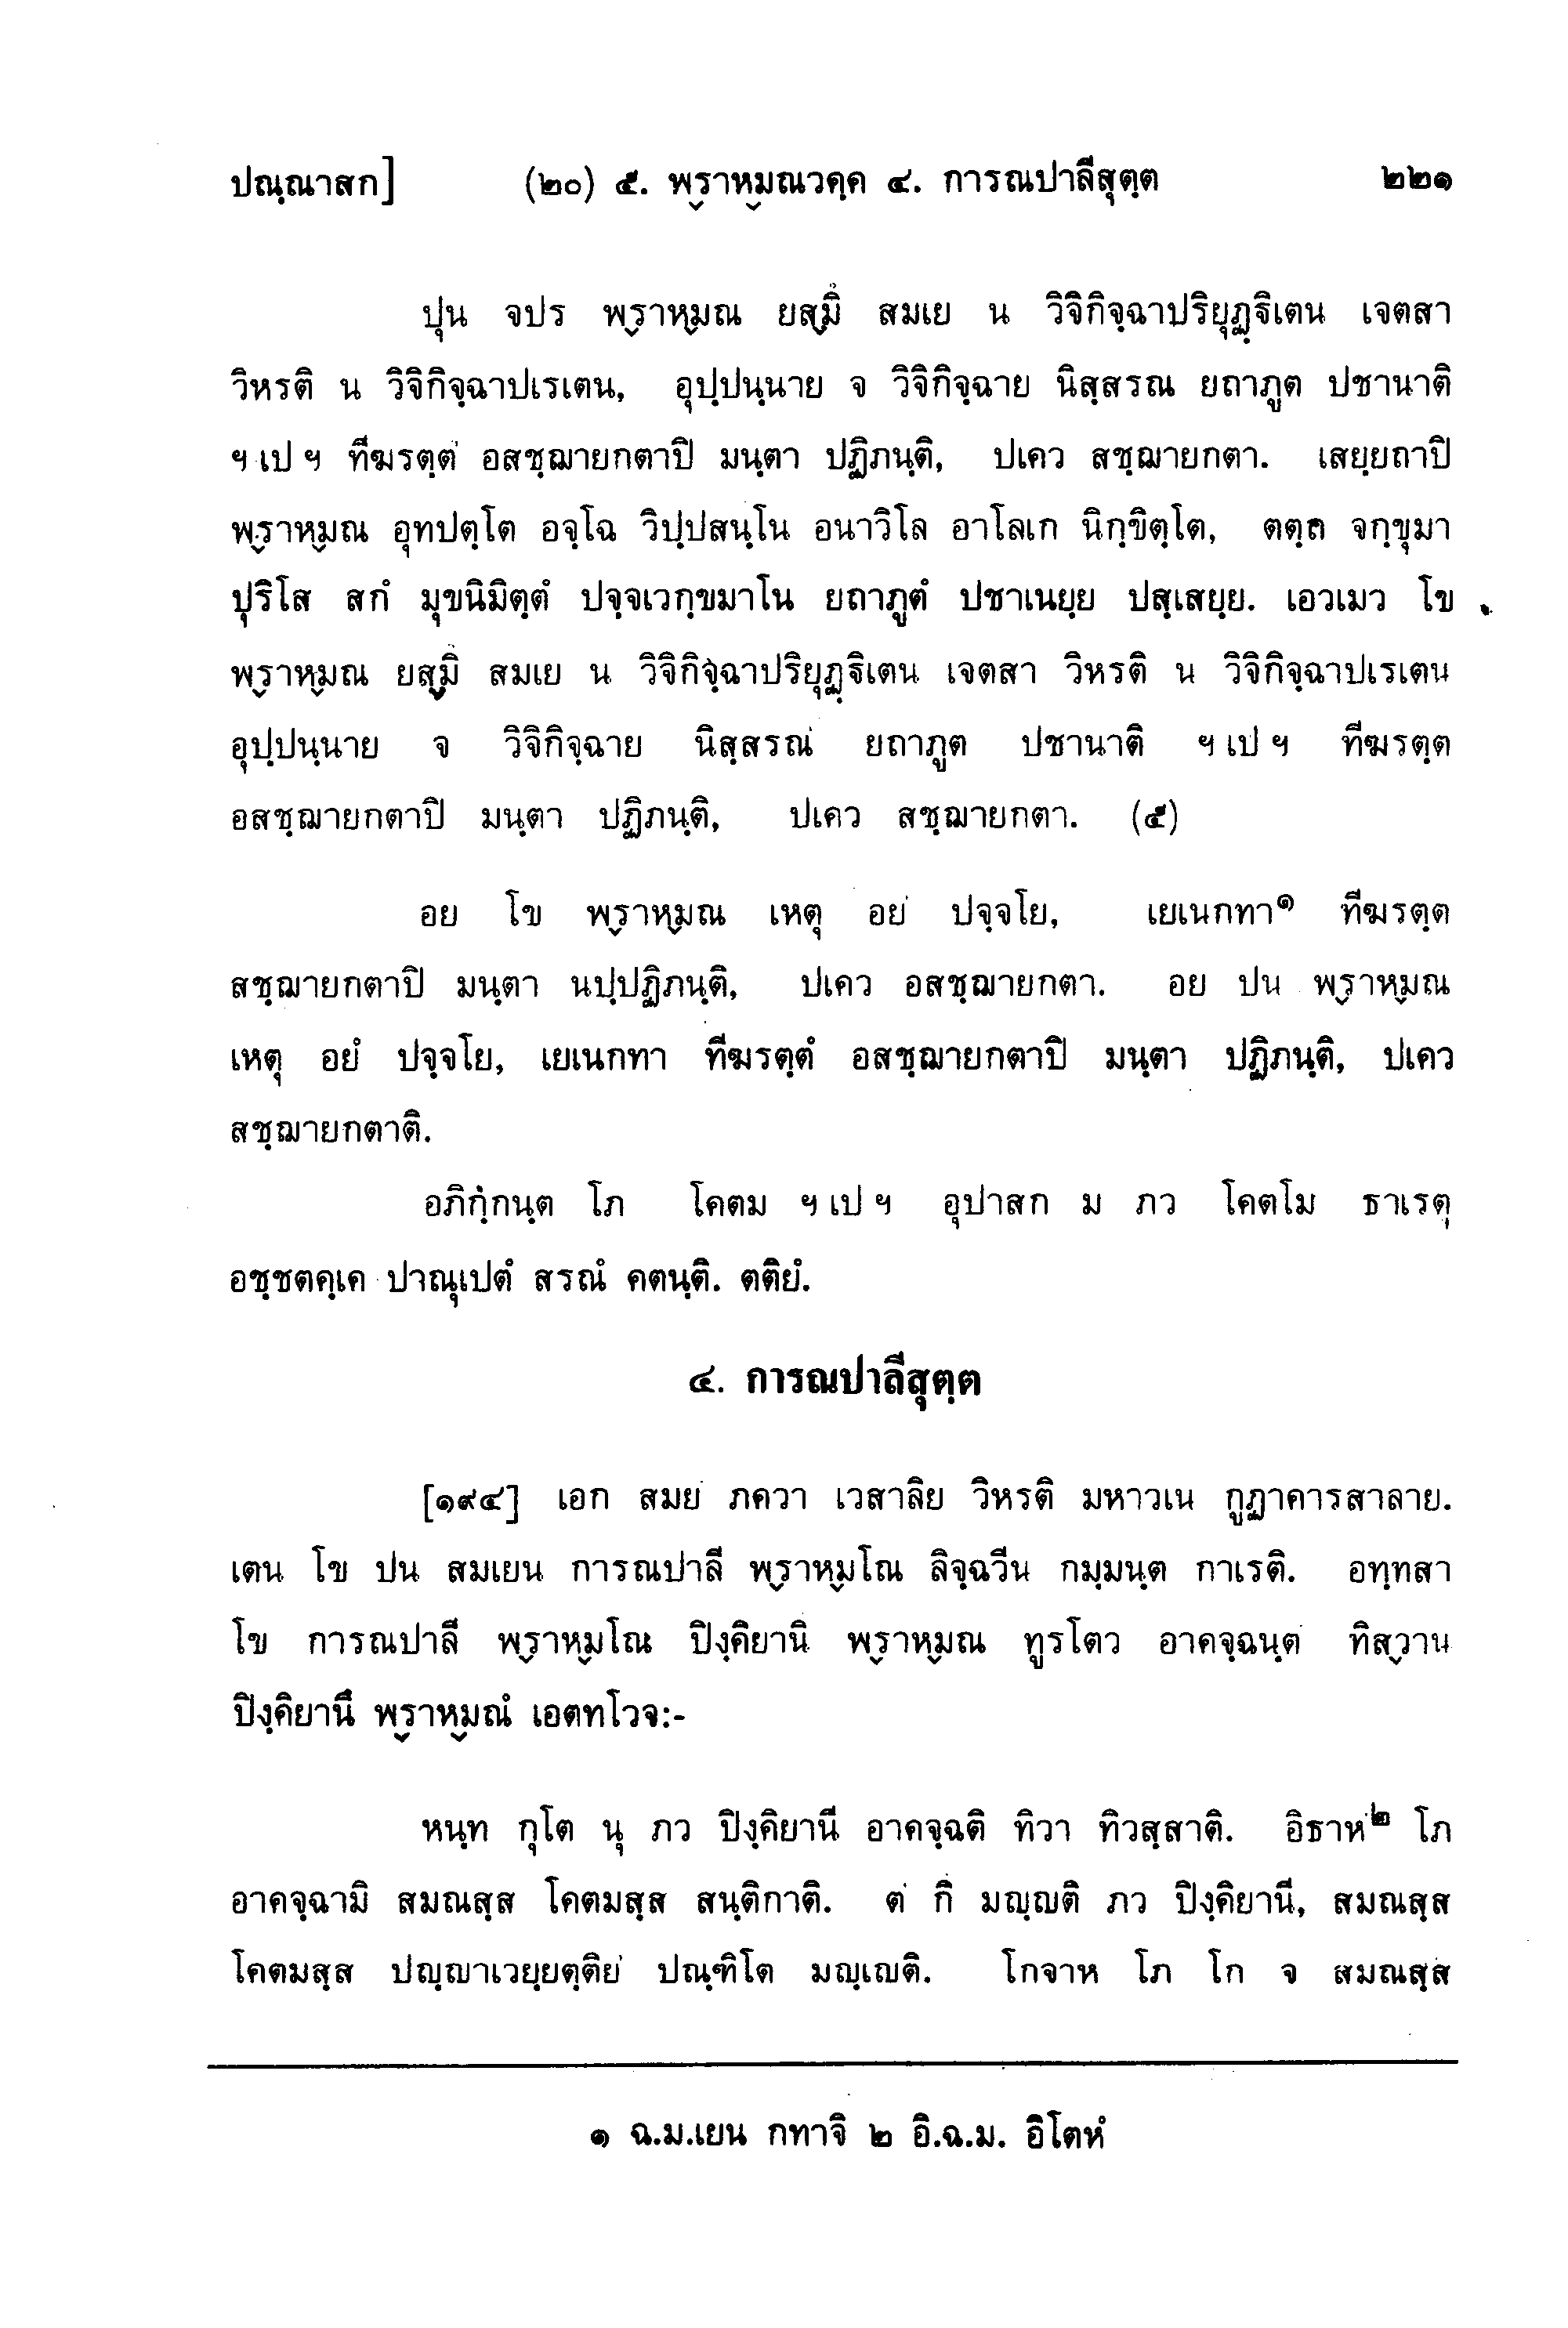 ปณฺณาสก] (๒๐) ๕. พฺราหฺมณวคฺค ๔. การณปาลีสุตฺต ๒๒๑
ปุน จปร พฺราหฺมณ ยสฺมึ สมเย น วิจิกิจฺฉาปริยุฏฺฐิเตน เจตสา
วิหรติ น วิจิกิจฺฉาปเรเตน, อุปฺปนฺนาย จ วิจิกิจฺฉาย นิสฺสรณ ยถาภูต ปชานาติ
ฯเปฯ ทีฆรตฺตํ อสชฺฌายกตาปิ มนฺตา ปฏิภนฺติ, ปเคว สชฺฌายกตา. เสยฺยถาปิ
พฺราหฺมณ อุทปตฺโต อจฺโฉ วิปฺปสนฺโน อนาวิโล อาโลเก นิกฺขิตฺโต, ตตฺถ จกฺขุมา
ปุริโส สกํ มุขนิมิตฺตํ ปจฺจเวกฺขมาโน ยถาภูตํ ปชาเนยฺย ปสฺเสยฺย. เอวเมว โข
พฺราหฺมณ ยสฺมึ สมเย น วิจิกิจฺฉาปริยุฏฺฐิเตน เจตสา วิหรติ น วิจิกิจฺฉาปเรเตน
อุปฺปนฺนาย จ วิจิกิจฺฉาย นิสฺสรณํ ยถาภูต ปชานาติ ฯเปฯ ทีฆรตฺต
อสชฺฌายกตาปิ มนฺตา ปฏิภนฺติ, ปเคว สชฺฌายกตา. (๕)
อย โข พฺราหฺมณ เหตุ อยํ ปจฺจโย, เยเนกทา๑ ทีฆรตฺต
สชฺฌายกตาปิ มนฺตา นปฺปฏิภนฺติ, ปเคว อสชฺฌายกตา. อย ปน พฺราหฺมณ
เหตุ อยํ ปจฺจโย, เยเนกทา ทีฆรตฺตํ อสชฺฌายกตาปิ มนฺตา ปฏิภนฺติ, ปเคว
สชฺฌายกตาติ.
อภิกฺกนฺต โภ โคตม ฯเปฯ อุปาสก ม ภว โคตโม ธาเรตุ
อชฺชตคฺเค ปาณุเปตํ สรณํ คตนฺติ. ตติยํ.
๔. การณปาลีสุตฺต
[๑๙๔] เอก สมยํ ภควา เวสาลิย วิหรติ มหาวเน กูฏาคารสาลาย.
เตน โข ปน สมเยน การณปาลี พฺราหฺมโณ ลิจฺฉวีน กมฺมนฺต กาเรติ. อทฺทสา
โข การณปาลี พฺราหฺมโณ ปิงฺคิยานึ พฺราหฺมณ ทูรโตว อาคจฺฉนฺตํ ทิสฺวาน
ปิงฺคิยานึ พฺราหฺมณํ เอตทโวจ:-
หนฺท กุโต นุ ภว ปิงฺคิยานี อาคจฺฉติ ทิวา ทิวสฺสาติ. อิธาหํ๒ โภ
อาคจฺฉามิ สมณสฺส โคตมสฺส สนฺติกาติ. ตํ กึ มญฺญติ ภว ปิงฺคิยานี, สมณสฺส
โคตมสฺส ปญฺญาเวยฺยตฺติยํ ปณฺฑิโต มญฺเญติ. โกจาห โภ โก จ สมณสฺส
๑ ฉ.ม.เยน กทาจิ ๒ อิ.ฉ.ม. อิโตหํ